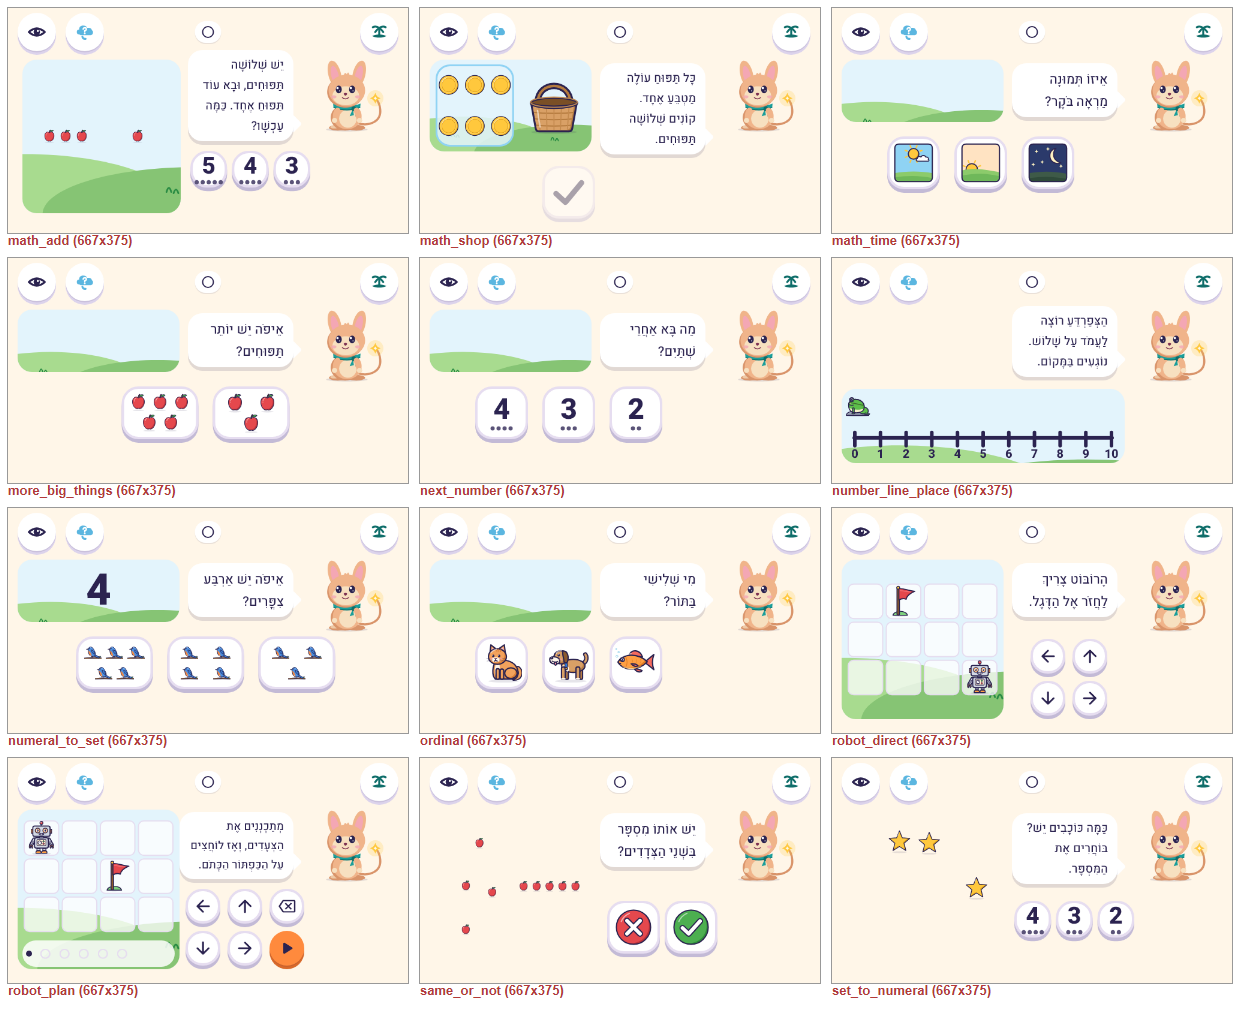 יֵשׁ שְׁלוֹשָׁה
תַּפּוּחִים, וּבָא עוֹד
תַּפּוּחַ אֶחָד. כַּמָּה
עַכְשָׁו?
5 4 3
math_add (667x375)
כָּל תַּפּוּחַ עוֹלֶה
מַטְבֵּעַ אֶחָד.
קוֹנִים שְׁלוֹשָׁה
תַּפּוּחִים.
math_shop (667x375)
אֵיזוֹ תְּמוּנָה
מַרְאָה בֹּקֶר?
math_time (667x375)
אֵיפֹה יֵשׁ יוֹתֵר
תַּפּוּחִים?
more_big_things (667x375)
מַה בָּא אַחֲרֵי
שְׁתַּיִם?
4 3 2
next_number (667x375)
הַצְּפַרְדֵּעַ רוֹצָה
לַעֲמֹד עַל שָׁלוֹשׁ.
נוֹגְעִים בַּמָּקוֹם.
0 1 2 3 4 5 6 7 8 9 10
number_line_place (667x375)
4
אֵיפֹה יֵשׁ אַרְבַּע
צִפֳּרִים?
numeral_to_set (667x375)
מִי שְׁלִישִׁי
בַּתּוֹר?
ordinal (667x375)
הָרוֹבּוֹט צָרִיךְ
לַחֲזֹר אֶל הַדֶּגֶל.
robot_direct (667x375)
מְתַכְנְנִים אֶת
הַצְּעָדִים, וְאָז לוֹחֲצִים
עַל הַכַּפְתּוֹר הַכָּתֹם.
robot_plan (667x375)
יֵשׁ אוֹתוֹ מִסְפָּר
בִּשְׁנֵי הַצְּדָדִים?
same_or_not (667x375)
כַּמָּה כּוֹכָבִים יֵשׁ?
בּוֹחֲרִים אֶת
הַמִּסְפָּר.
4 3 2
set_to_numeral (667x375)